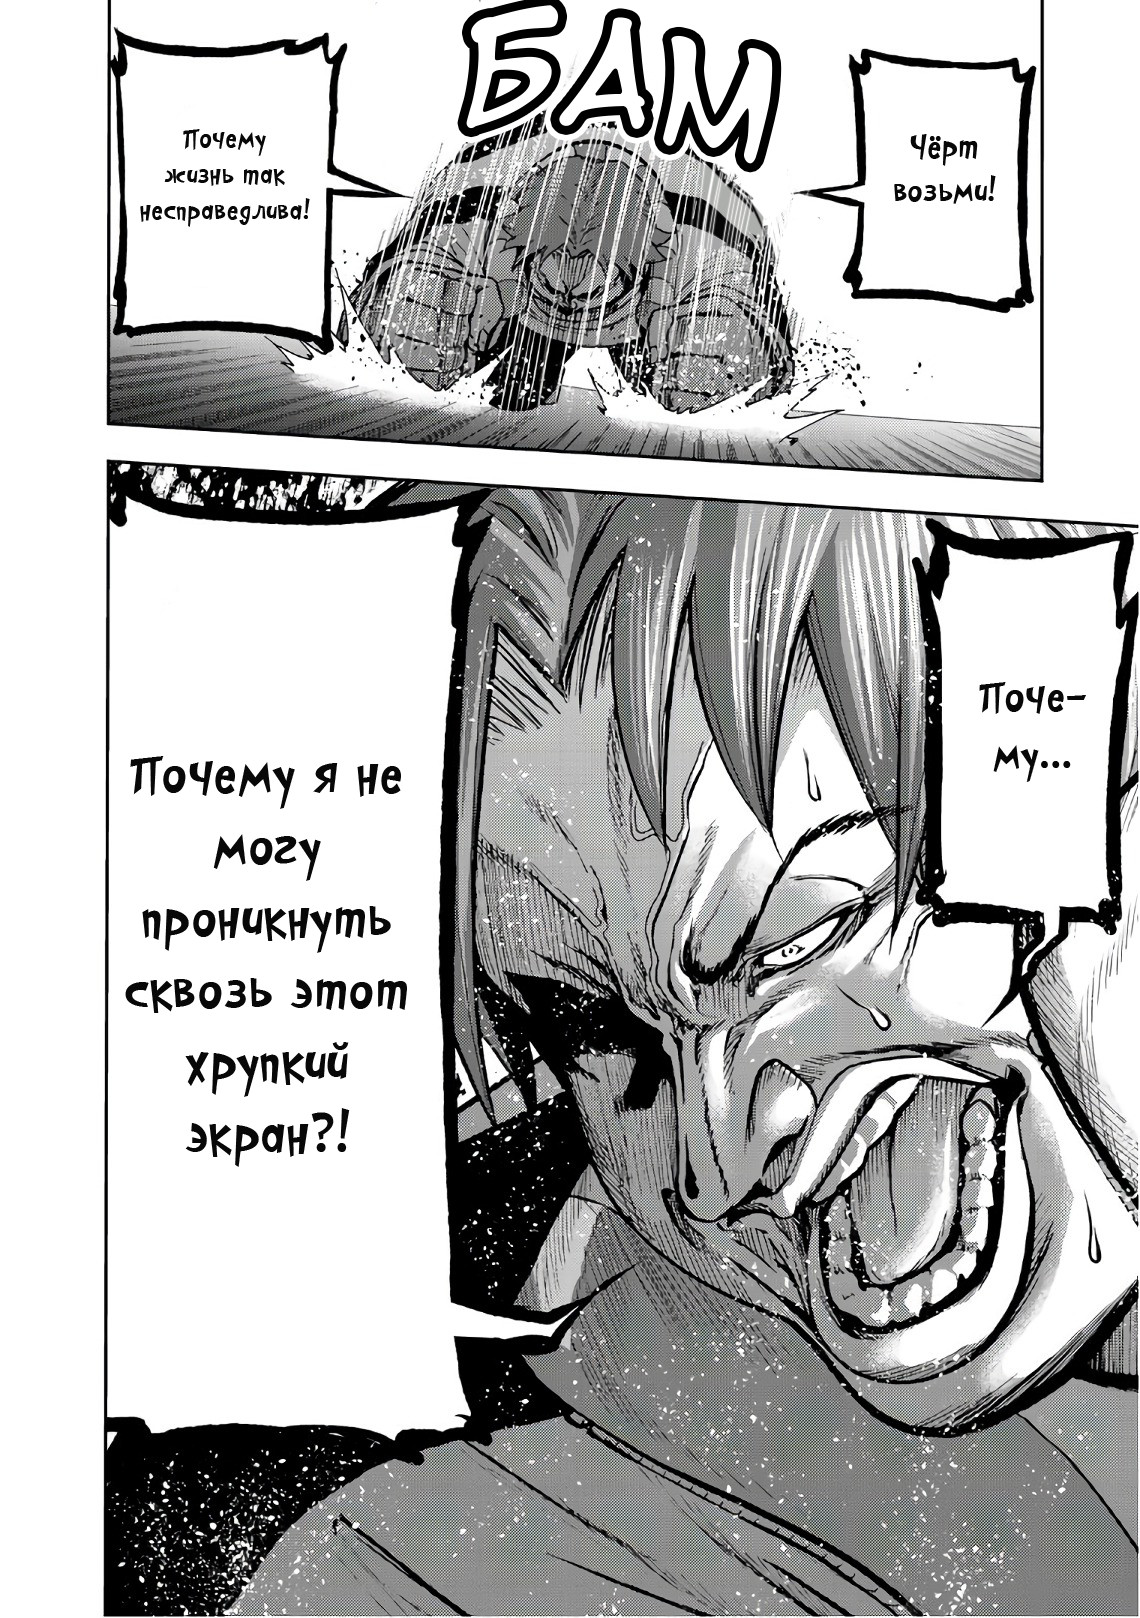 БАМ
Чёрт
возьми!
Почему
жизнь так
несправедлива!
Поче-
му...
Почему я не
могу
проникнуть
сквозь этот
хрупкий
экран?!